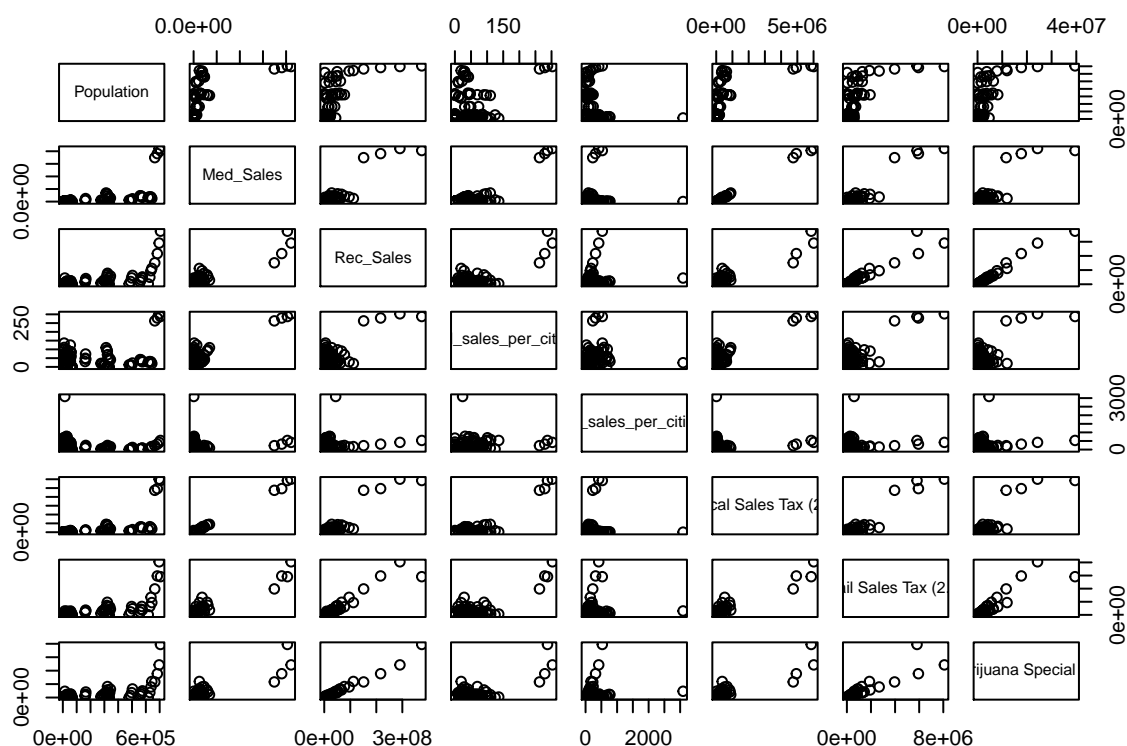 0.0e+00 0 150 0e+00 5e+06 0e+00 4e+07
Population
0e+00
0.0e+00
Med_Sales
Rec_Sales
0e+00
0 250
_sales_per_cit
_sales_per_citi
0 3000
0e+00
cal Sales Tax (2
il Sales Tax (2.
0e+00
0e+00
rijuana Special
0e+00 6e+05 0e+00 3e+08 0 2000 0e+00 8e+06